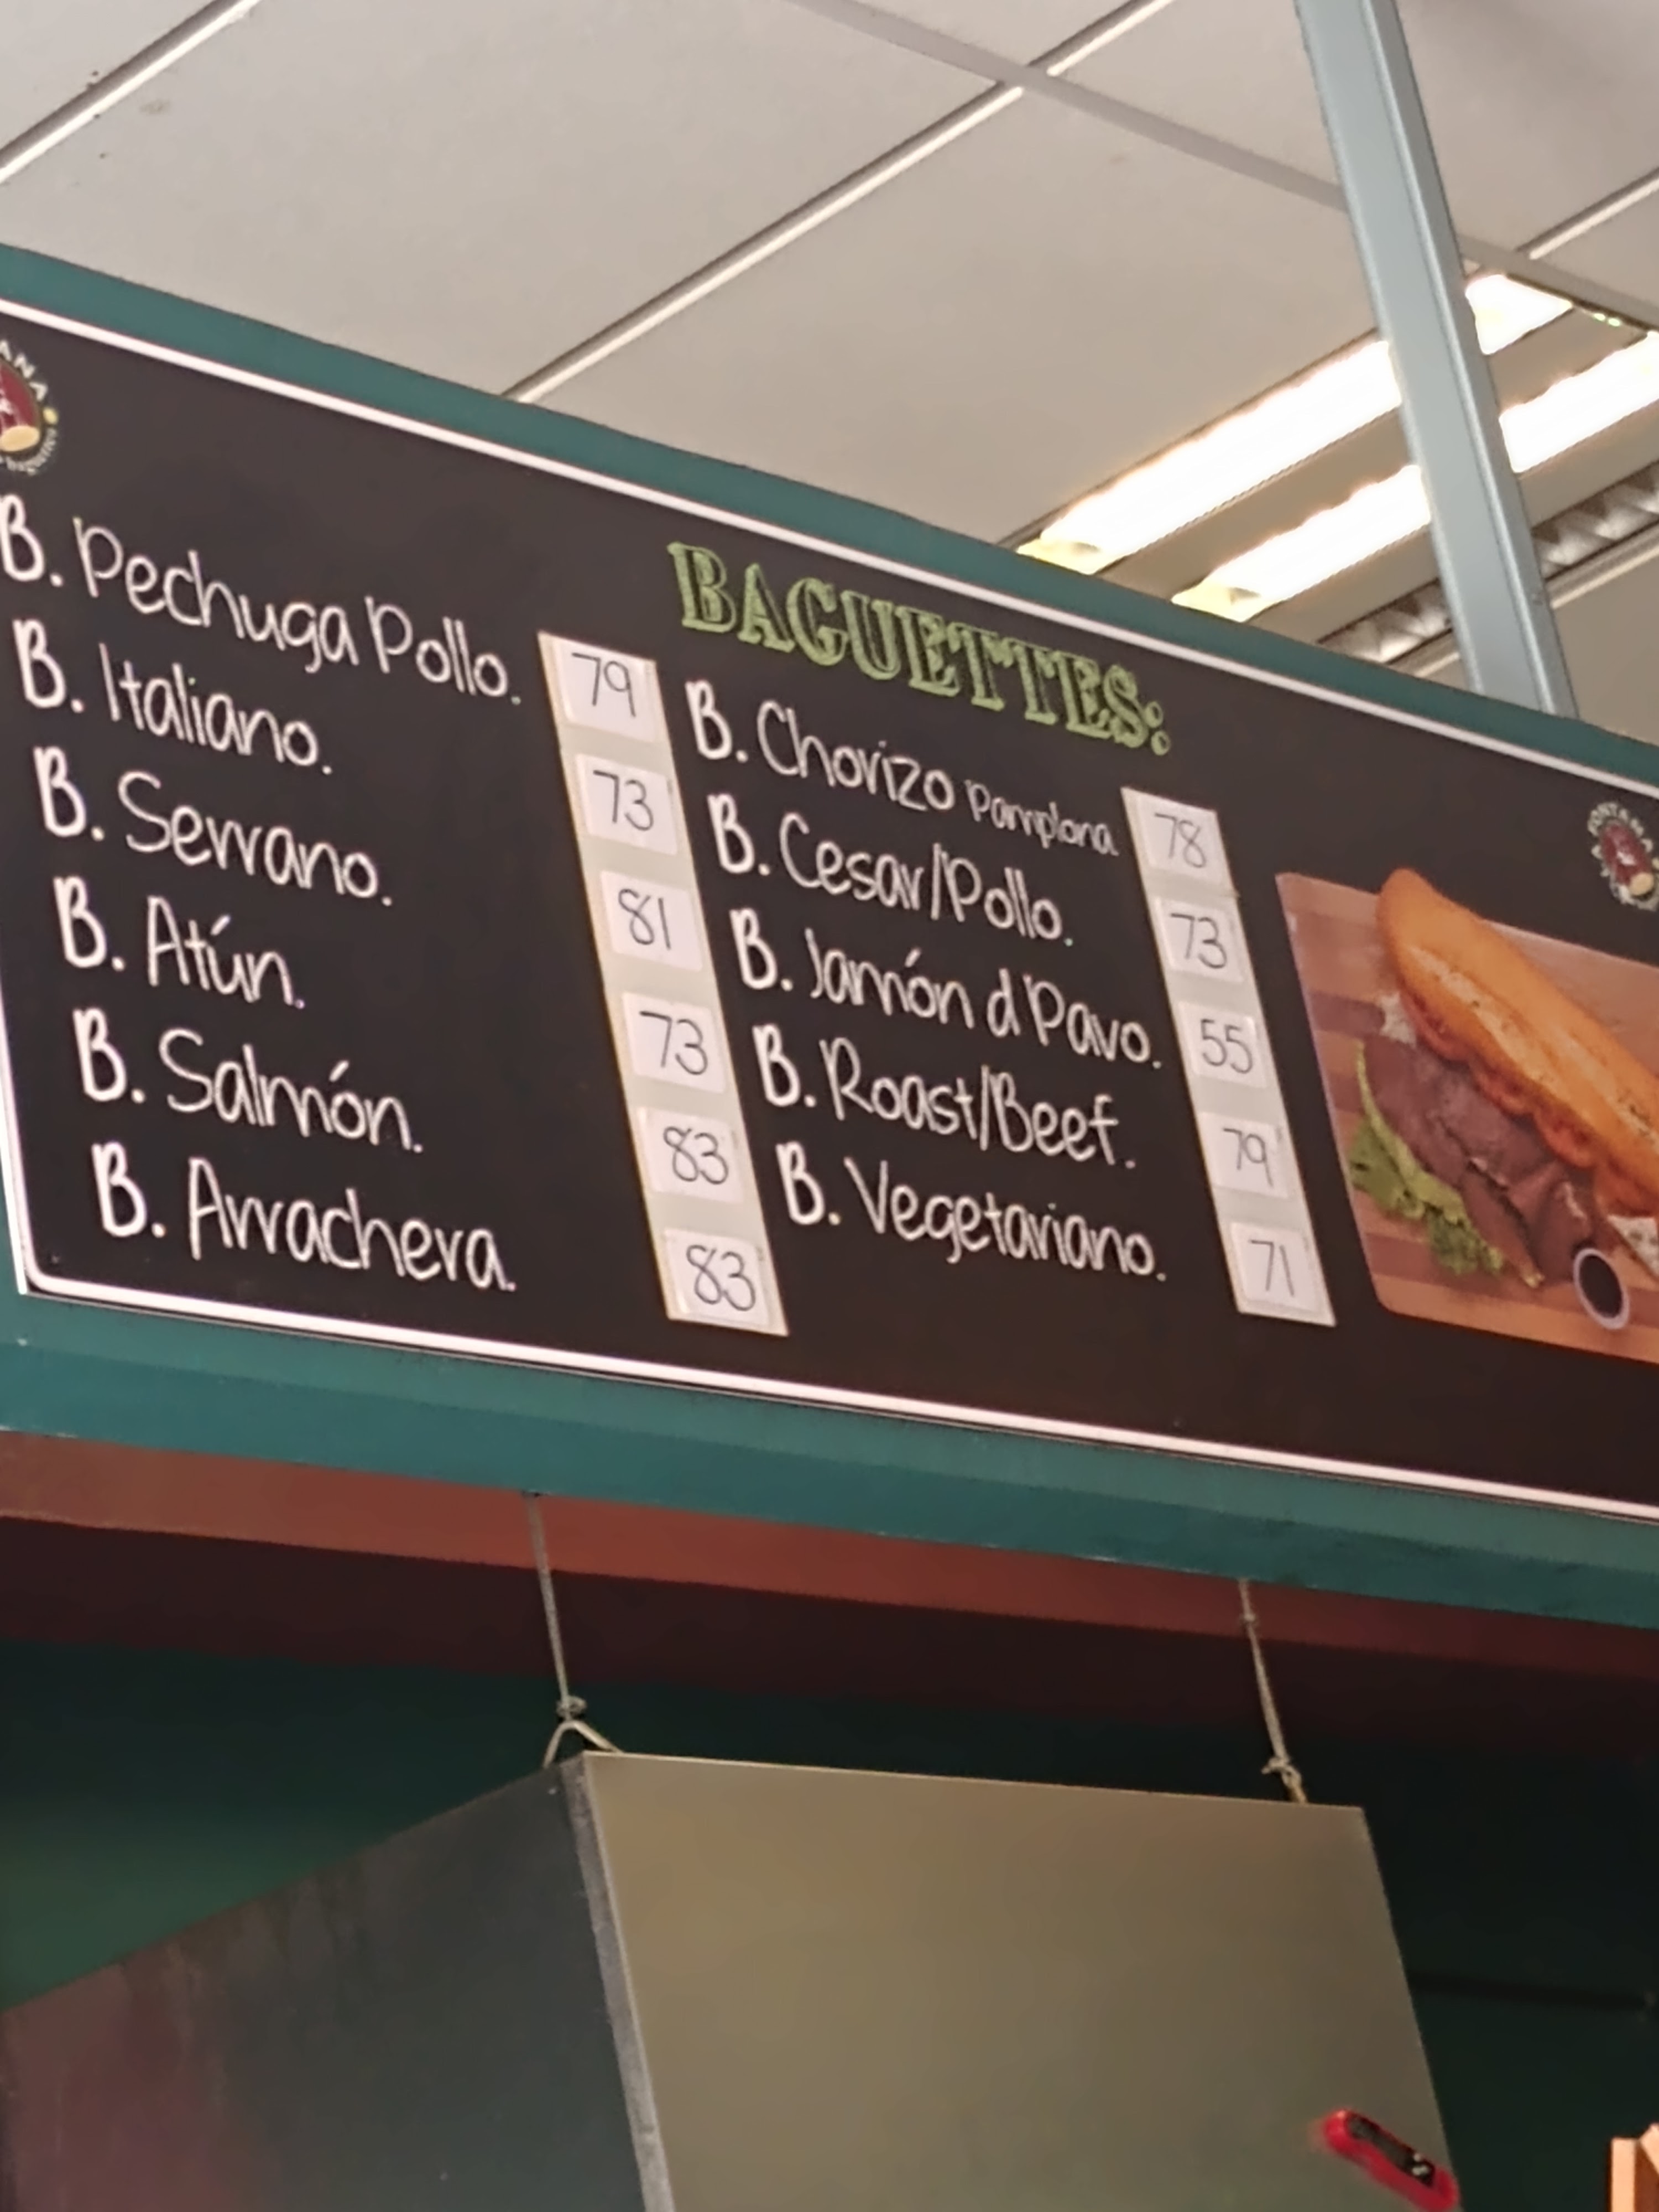 BAGUETTES:
B. Pechuga Pollo. 79
B. Italiano. 73
B. Serrano. 81
B. Atún. 73
B. Salmón. 83
B. Arrachera. 83
B. Chorizo Pamplona 78
B. Cesar/Pollo. 73
B. Jamón d Pavo. 55
B. Roast/Beef. 79
B. Vegetariano. 71